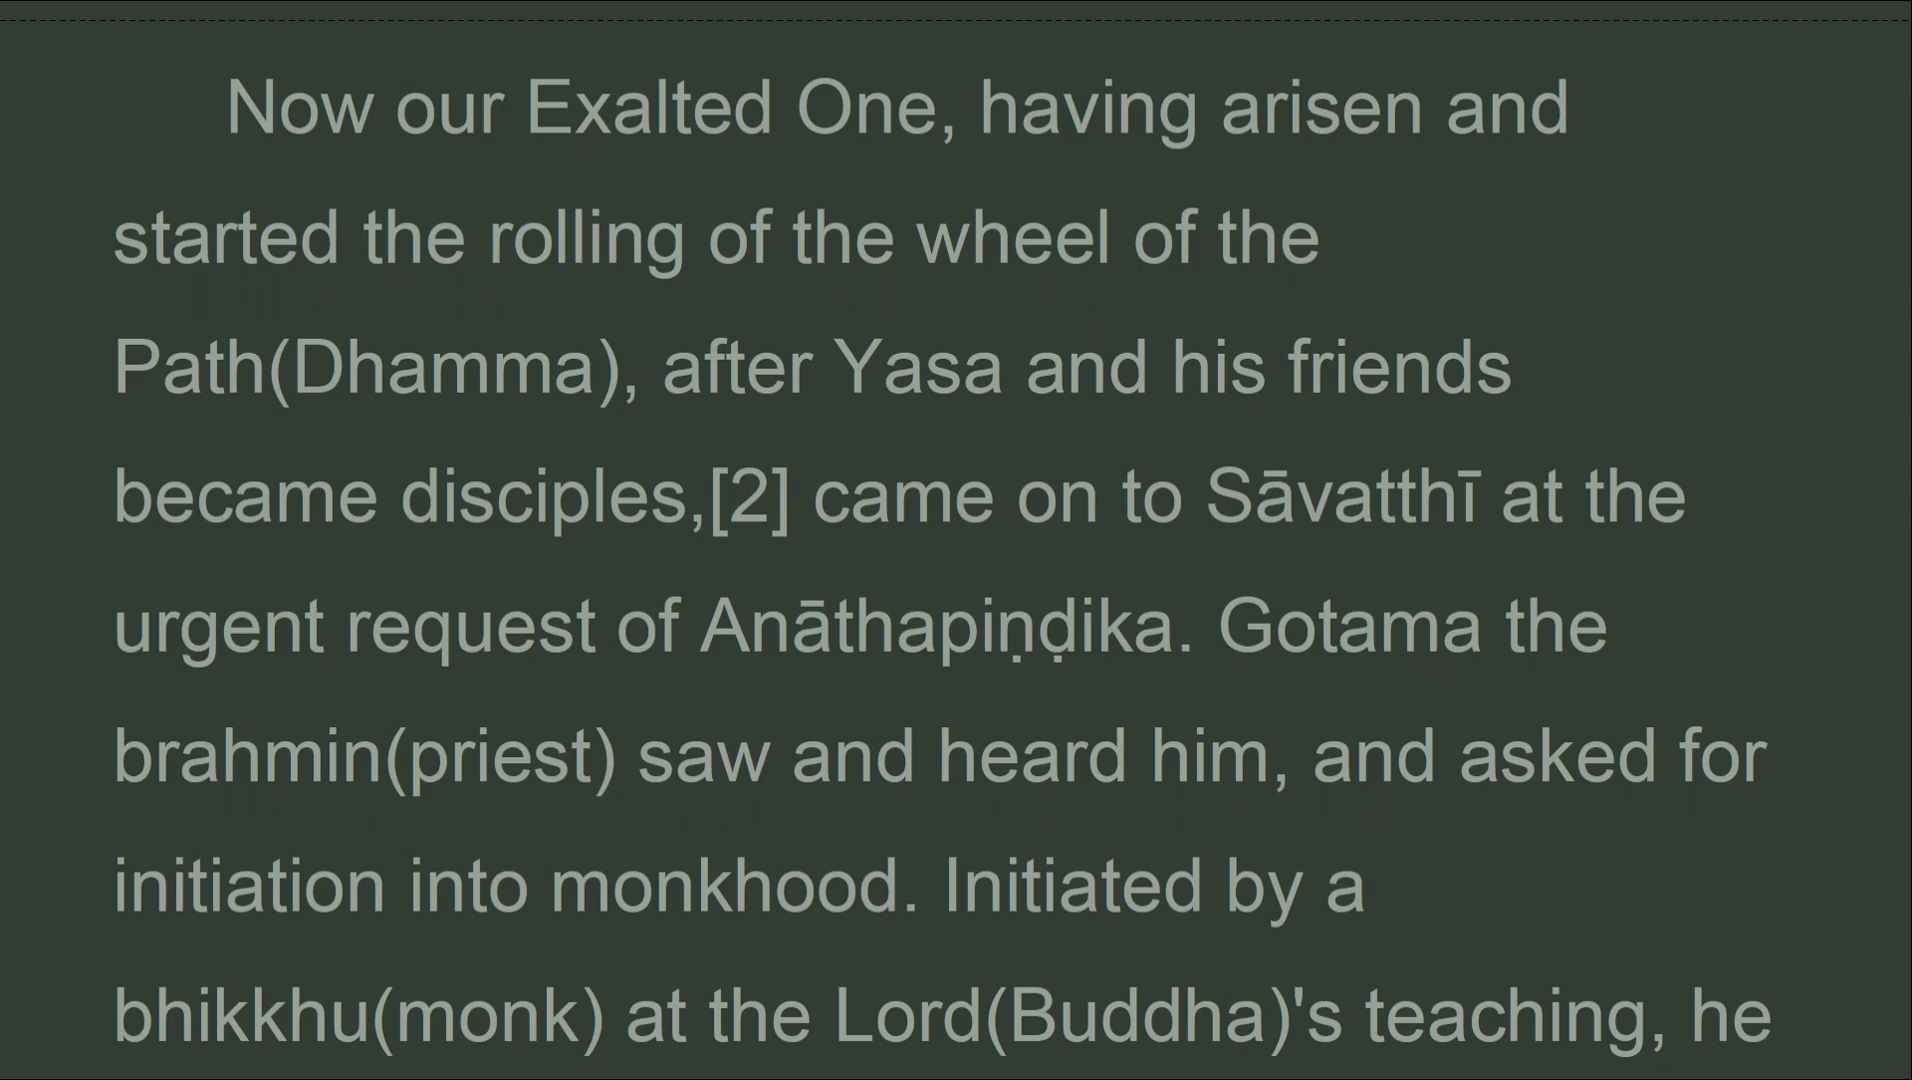 Now our Exalted One, having arisen and
started the rolling of the wheel of the
Path(Dhamma), after Yasa and his friends
became disciples,[2] came on to Sāvatthī at the
urgent request of Anāthapiṇḍika. Gotama the
brahmin(priest) saw and heard him, and asked for
initiation into monkhood. Initiated by a
bhikkhu(monk) at the Lord(Buddha)'s teaching, he